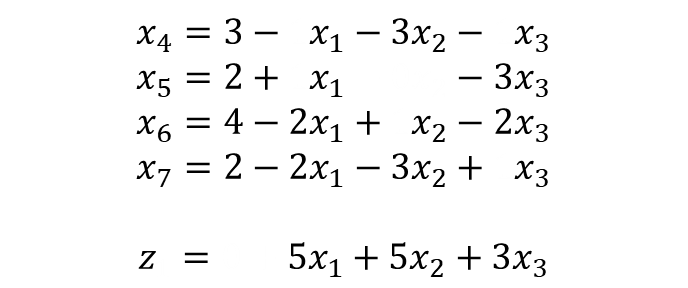 x₄ = 3 − x₁ − 3x₂ − x₃
x₅ = 2 + x₁ − 3x₃
x₆ = 4 − 2x₁ + x₂ − 2x₃
x₇ = 2 − 2x₁ − 3x₂ + x₃
z = 5x₁ + 5x₂ + 3x₃